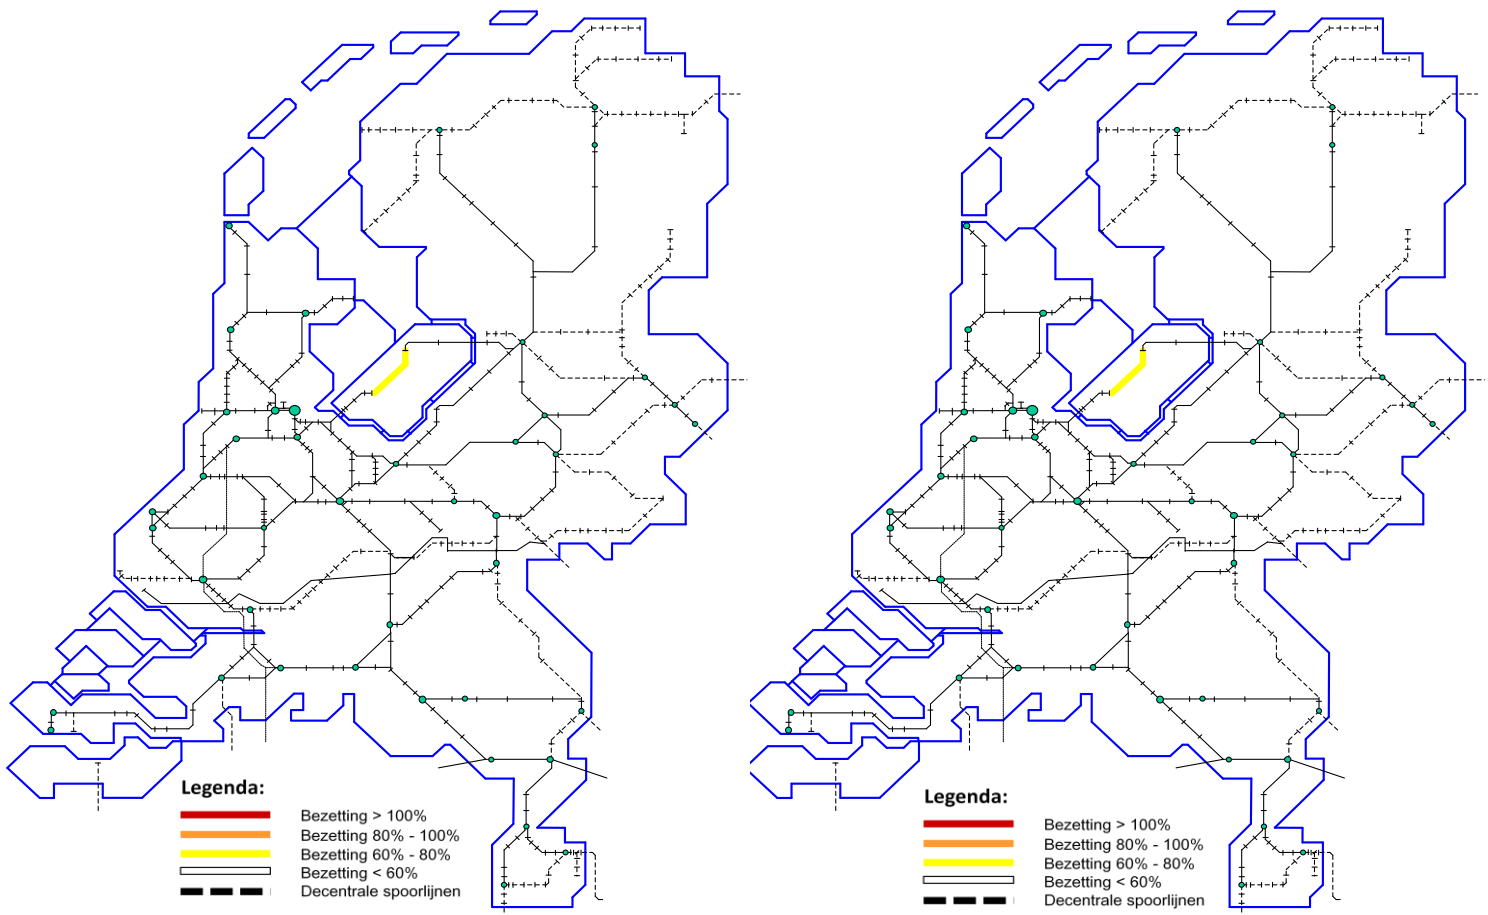 Legenda:
Bezetting > 100%
Bezetting 80% - 100%
Bezetting 60% - 80%
Bezetting < 60%
Decentrale spoorlijnen
Legenda:
Bezetting > 100%
Bezetting 80% - 100%
Bezetting 60% - 80%
Bezetting < 60%
Decentrale spoorlijnen